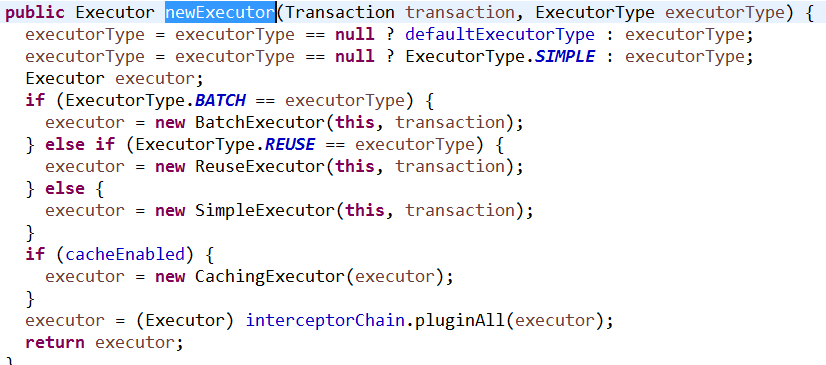 public Executor newExecutor(Transaction transaction, ExecutorType executorType) {
  executorType = executorType == null ? defaultExecutorType : executorType;
  executorType = executorType == null ? ExecutorType.SIMPLE : executorType;
  Executor executor;
  if (ExecutorType.BATCH == executorType) {
    executor = new BatchExecutor(this, transaction);
  } else if (ExecutorType.REUSE == executorType) {
    executor = new ReuseExecutor(this, transaction);
  } else {
    executor = new SimpleExecutor(this, transaction);
  }
  if (cacheEnabled) {
    executor = new CachingExecutor(executor);
  }
  executor = (Executor) interceptorChain.pluginAll(executor);
  return executor;
}